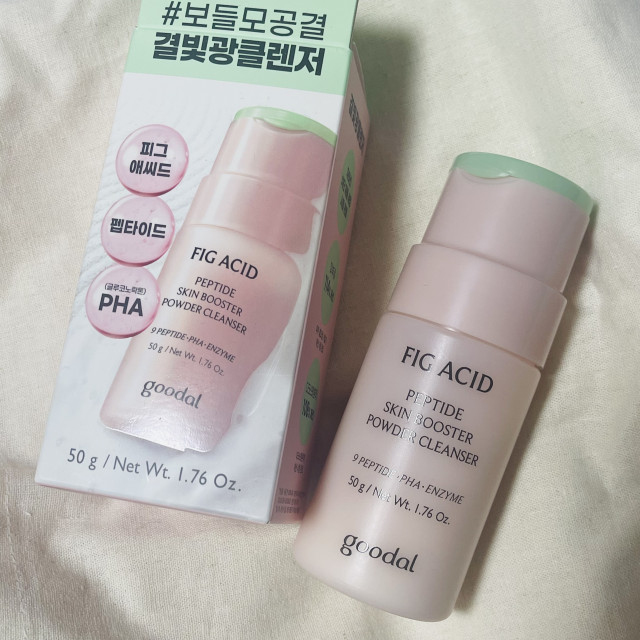 #보들모공결
결빛광클렌저
피그
애씨드
펩타이드
(글루코노락톤)
PHA
FIG ACID
PEPTIDE
SKIN BOOSTER
POWDER CLEANSER
9 PEPTIDE·PHA·ENZYME
50 g / Net Wt. 1.76 Oz.
goodal
50 g / Net Wt. 1.76 Oz.
FIG ACID
PEPTIDE
SKIN BOOSTER
POWDER CLEANSER
9 PEPTIDE·PHA·ENZYME
50 g / Net Wt. 1.76 Oz.
goodal